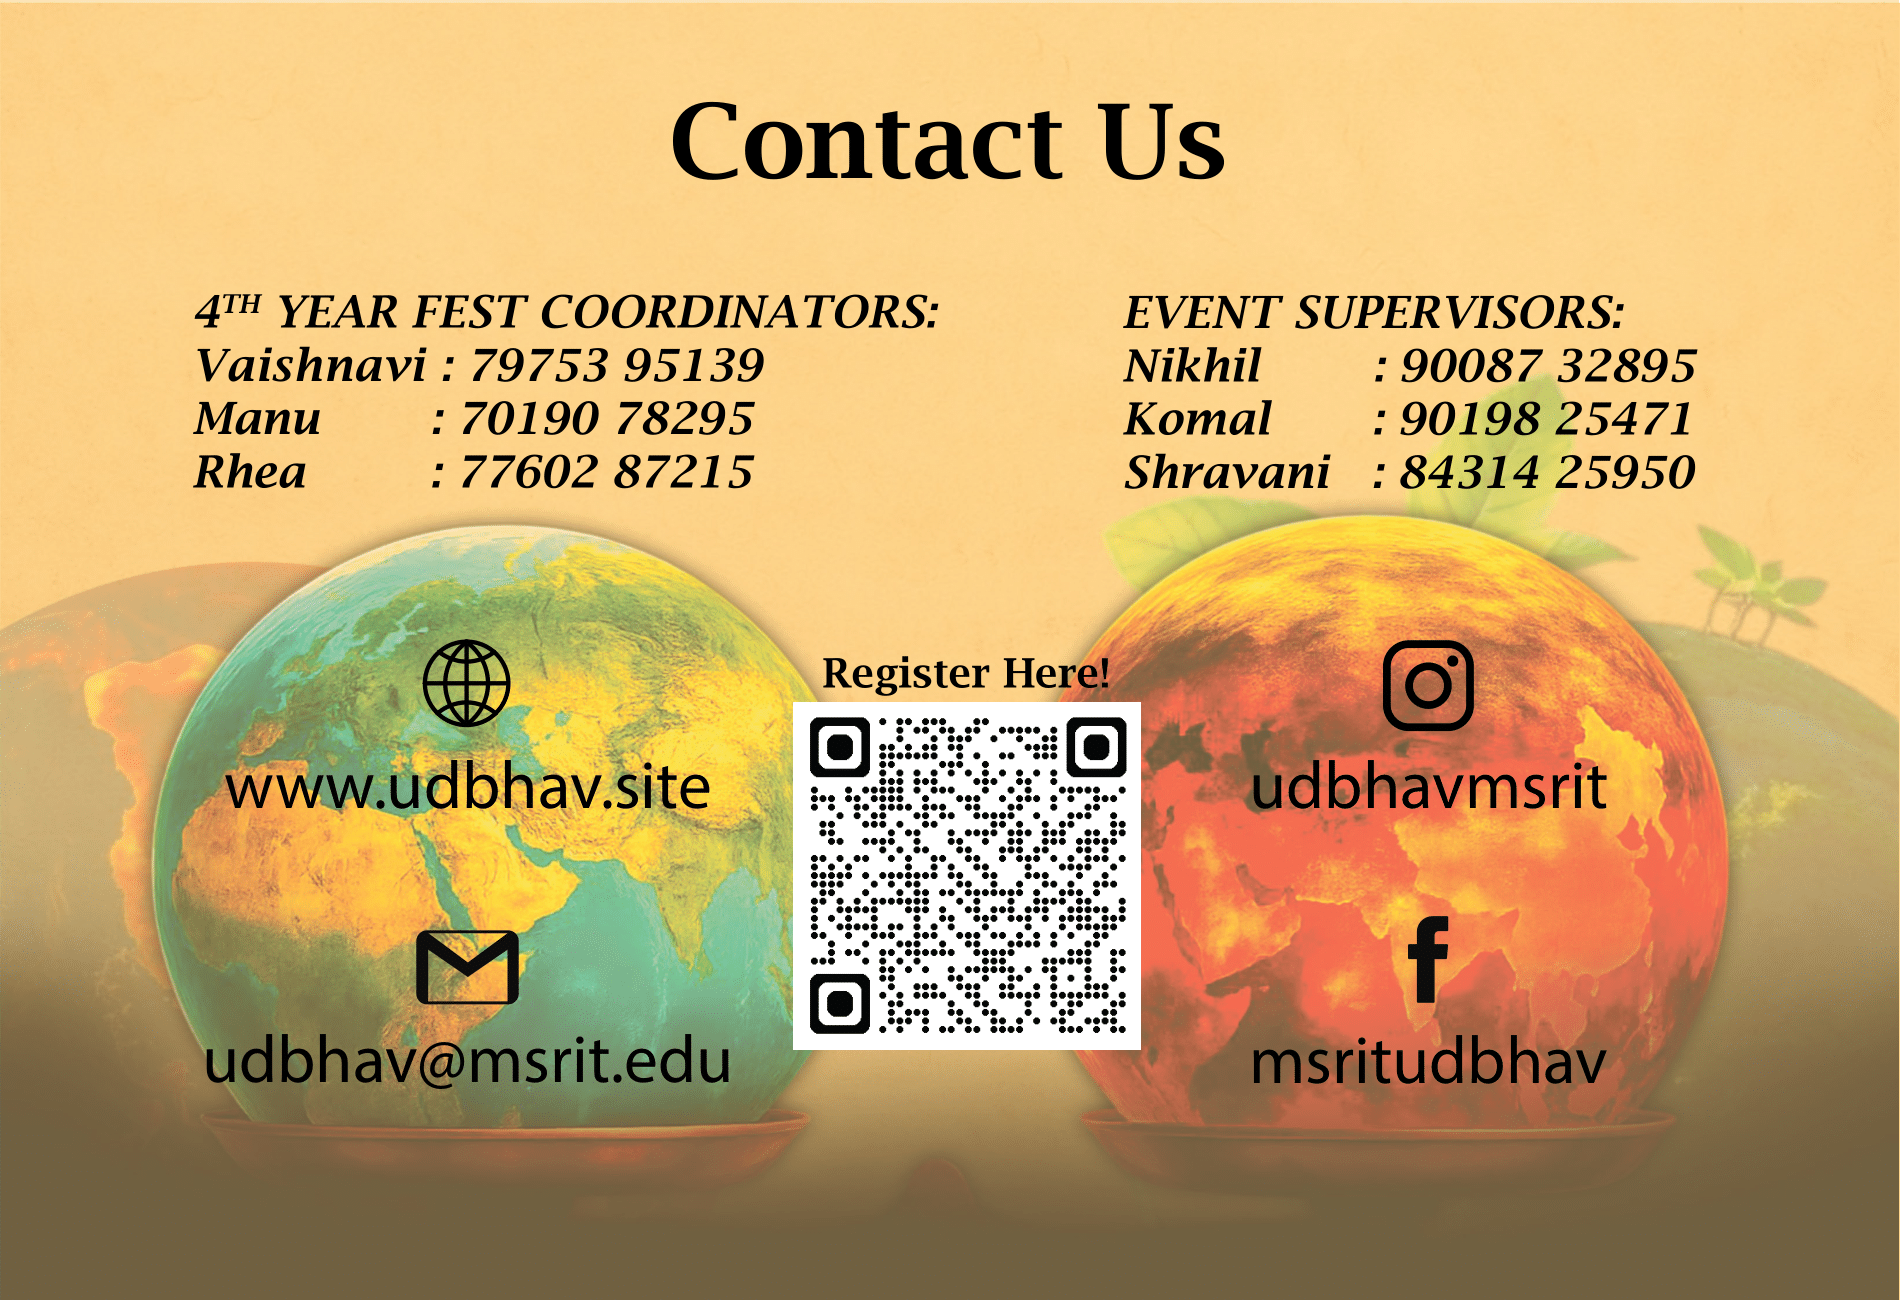 Contact Us
4TH YEAR FEST COORDINATORS:
Vaishnavi : 79753 95139
Manu : 70190 78295
Rhea : 77602 87215
EVENT SUPERVISORS:
Nikhil : 90087 32895
Komal : 90198 25471
Shravani : 84314 25950
Register Here!
www.udbhav.site
udbhav@msrit.edu
udbhavmsrit
msritudbhav